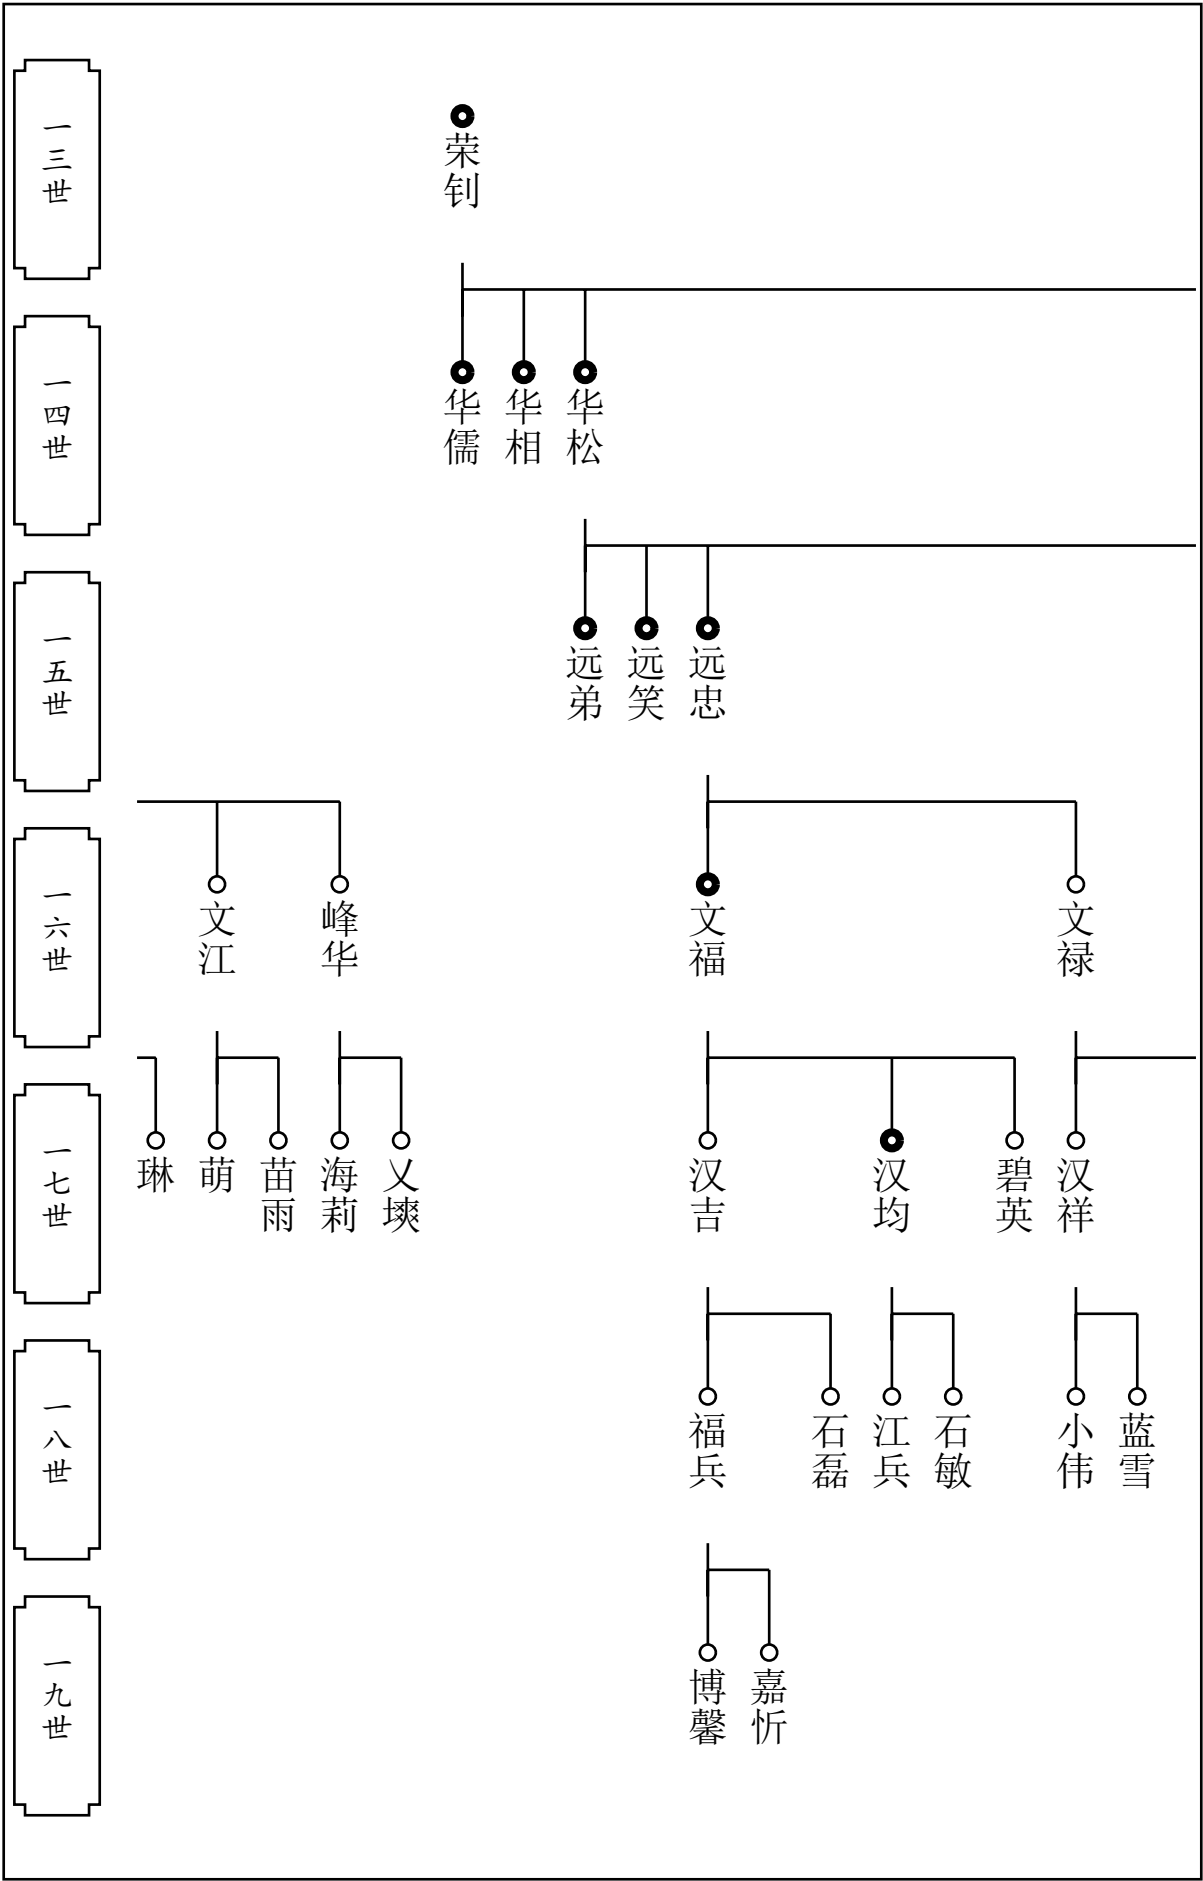 一三世
荣钊
一四世
华儒
华相
华松
一五世
远弟
远笑
远忠
一六世
文江
峰华
文福
文禄
一七世
琳
萌
苗雨
海莉
汉吉
汉均
碧英
汉祥
一八世
福兵
石磊
江兵
石敏
小伟
蓝雪
一九世
博馨
嘉忻